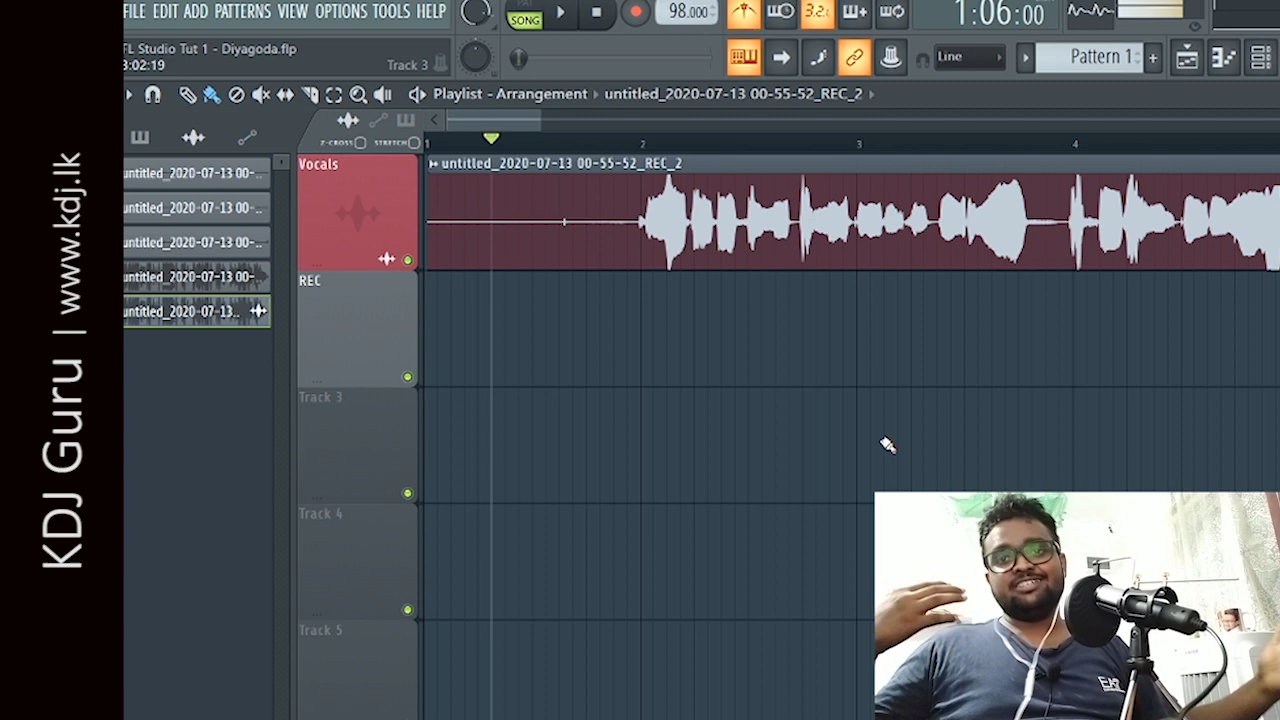 KDJ Guru | www.kdj.lk
FILE EDIT ADD PATTERNS VIEW OPTIONS TOOLS HELP
SONG
98.000
3.2
1:06:00
FL Studio Tut 1 - Diyagoda.flp
3:02:19
Track 3
Line
Pattern 1
Playlist - Arrangement untitled_2020-07-13 00-55-52_REC_2
Z-CROSS STRETCH
1 2 3 4
untitled_2020-07-13 00-..
untitled_2020-07-13 00-..
untitled_2020-07-13 00-..
untitled_2020-07-13 00-..
untitled_2020-07-13..
Vocals
untitled_2020-07-13 00-55-52_REC_2
REC
Track 3
Track 4
Track 5